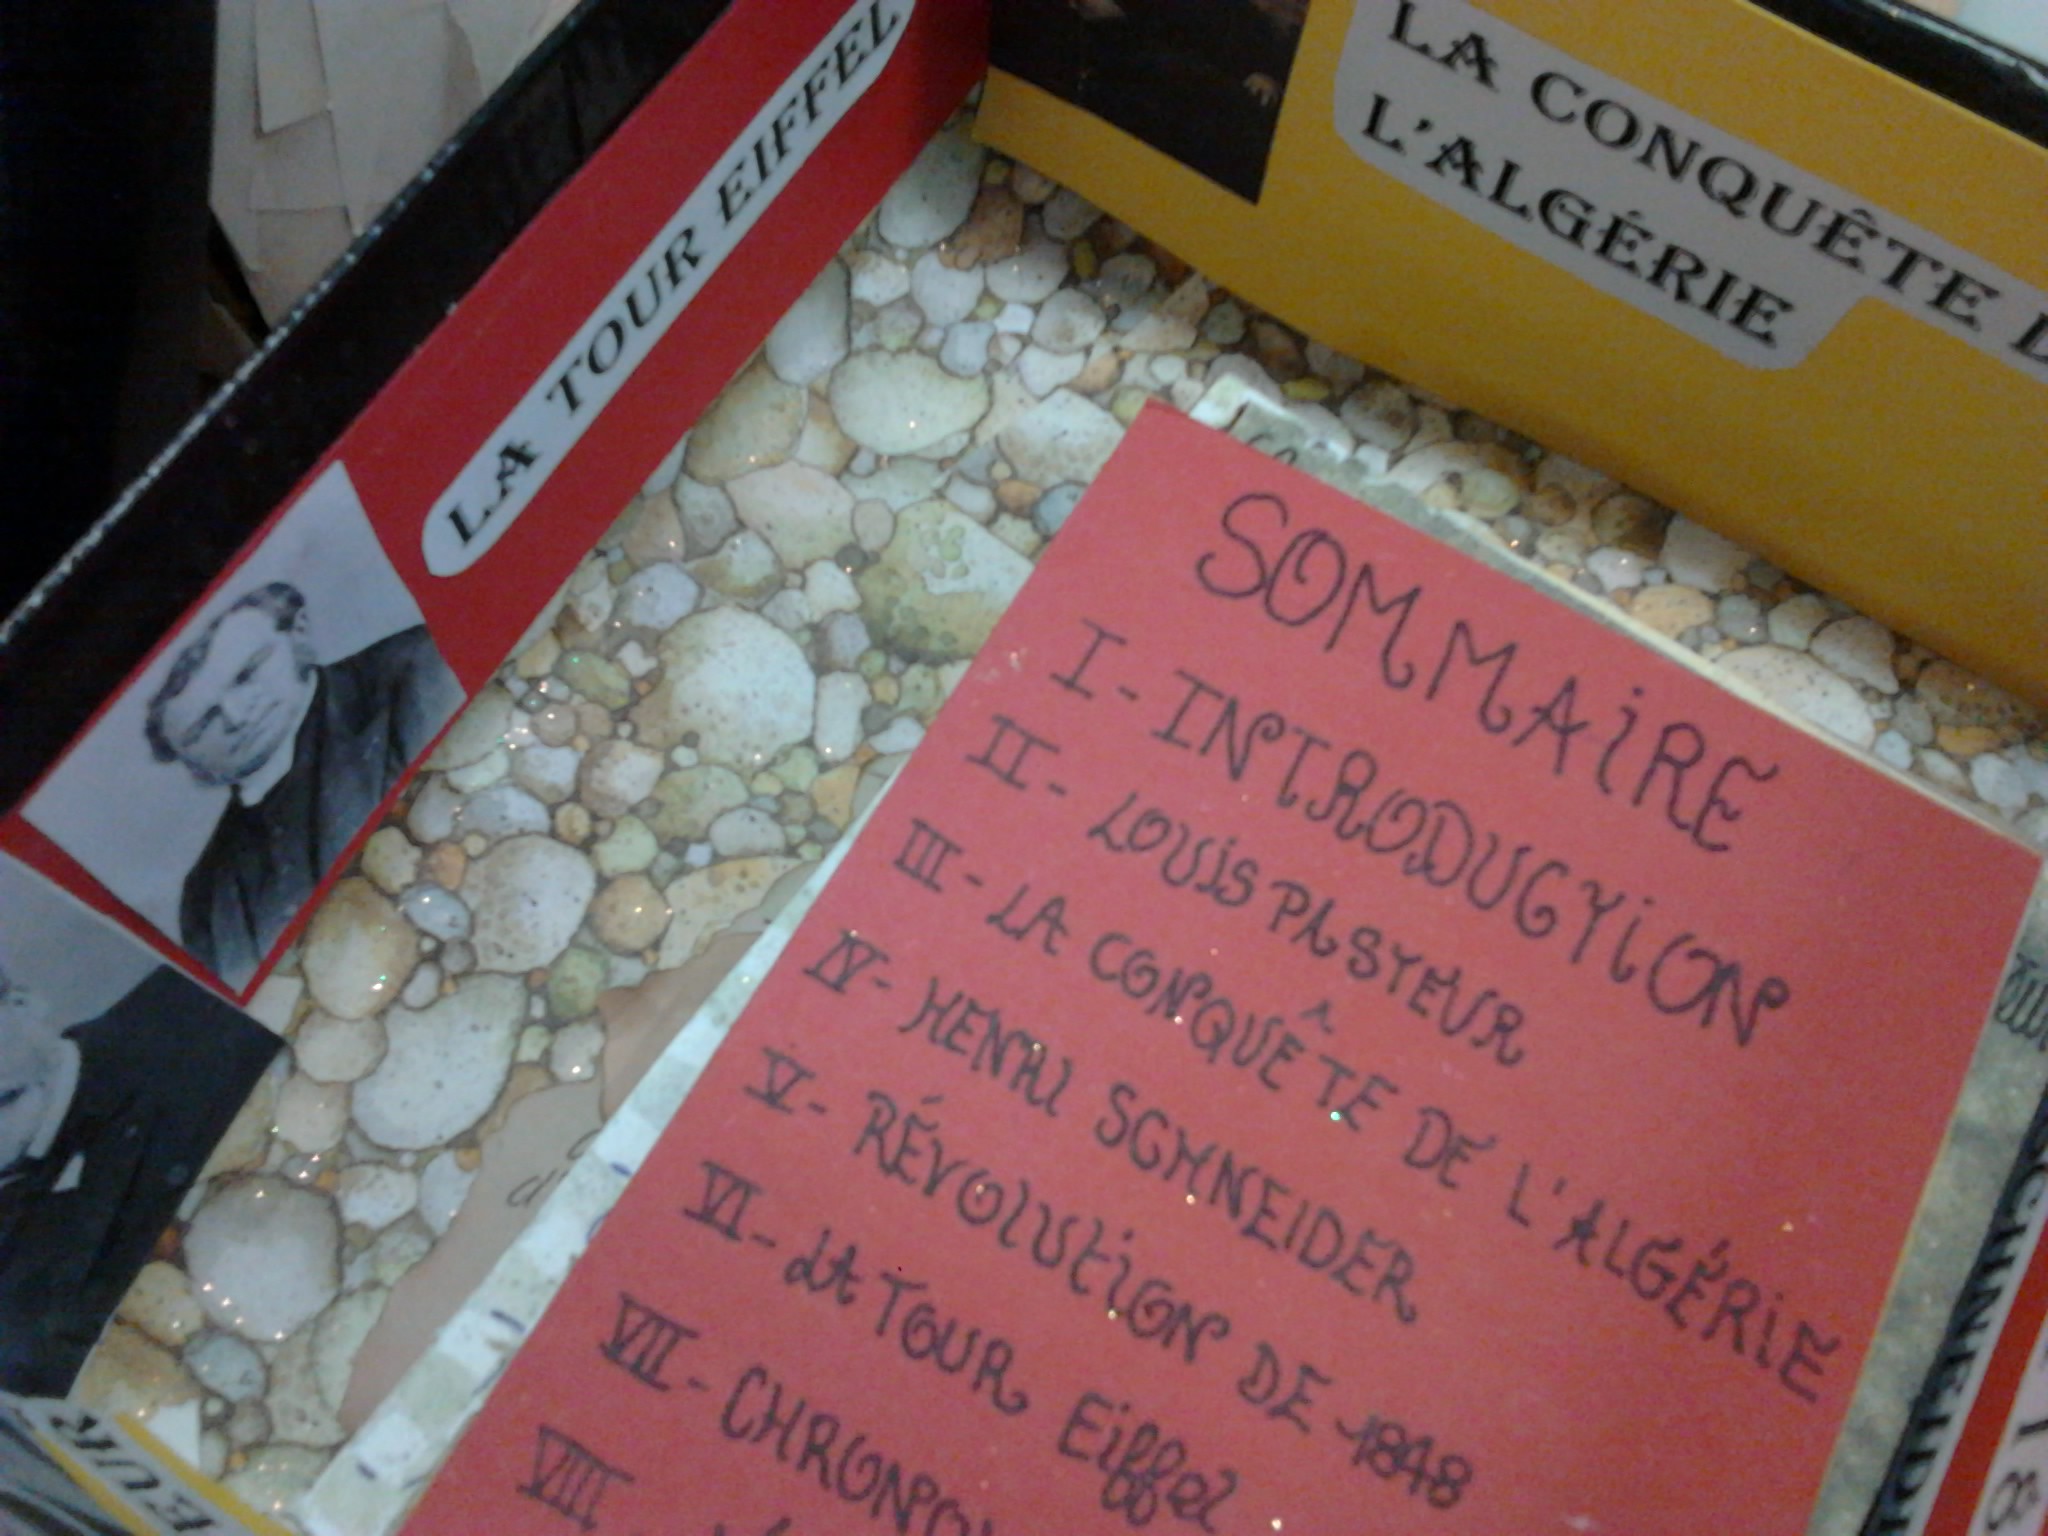 LA TOUR EIFFEL
LA CONQUÊTE
L'ALGÉRIE
SOMMAiRE
I - INTRODUCTiON
II - LOUiS PASTEUR
III - LA CONQUÊTE DE L'ALGÉRiE
IV - HENRI SCHNEIDER
V - RÉVOLUTiON DE 1848
VI - LA TOUR Eiffel
VII - CHRONO
VIII
EUR